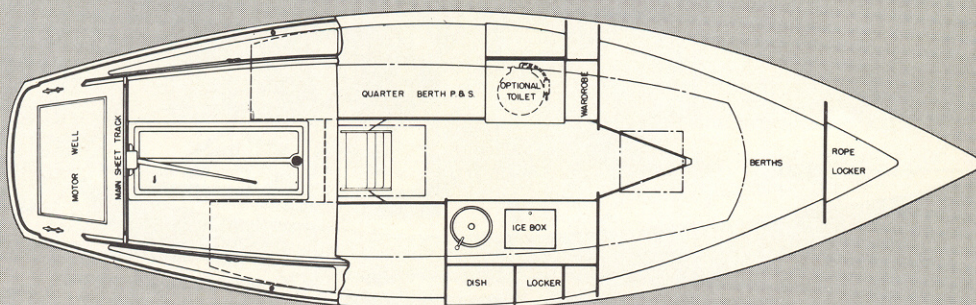 MOTOR WELL
MAIN SHEET TRACK
QUARTER BERTH P.& S.
OPTIONAL
TOILET
WARDROBE
BERTHS
ROPE
LOCKER
ICE BOX
DISH LOCKER